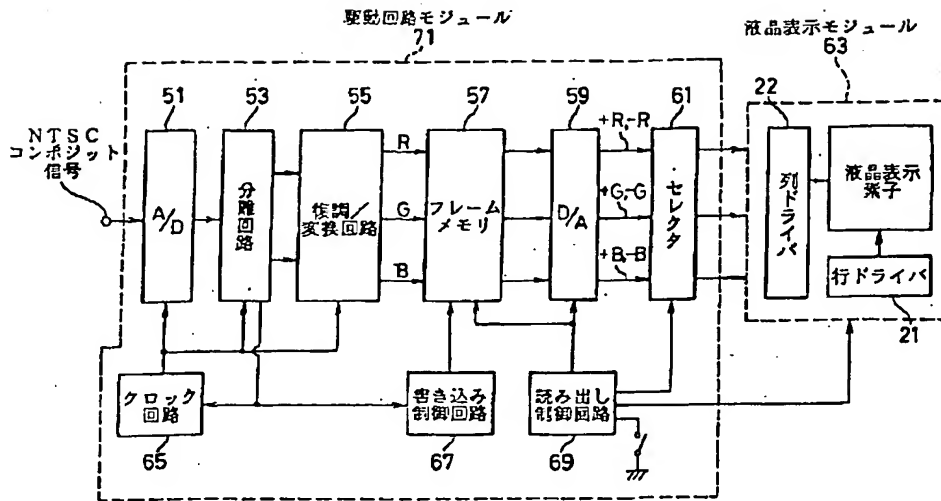 駆動回路モジュール
71
液晶表示モジュール
63
51
53
55
57
59
61
22
NTSC
コンポジット
信号
A/D
分離回路
復調/
変換回路
R
G
B
フレーム
メモリ
D/A
+R,-R
+G,-G
+B,-B
セレクタ
列ドライバ
液晶表示
素子
行ドライバ
21
クロック
回路
65
書き込み
制御回路
67
読み出し
制御回路
69